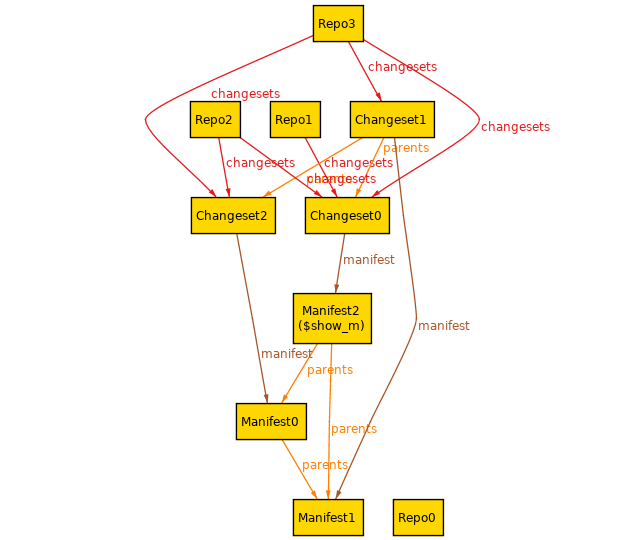 Repo3
changesets
changesets
Repo2
Repo1
Changeset1
changesets
parents
changesets
changesets
parents
changesets
Changeset2
Changeset0
manifest
Manifest2
($show_m)
manifest
manifest
parents
Manifest0
parents
parents
Manifest1
Repo0